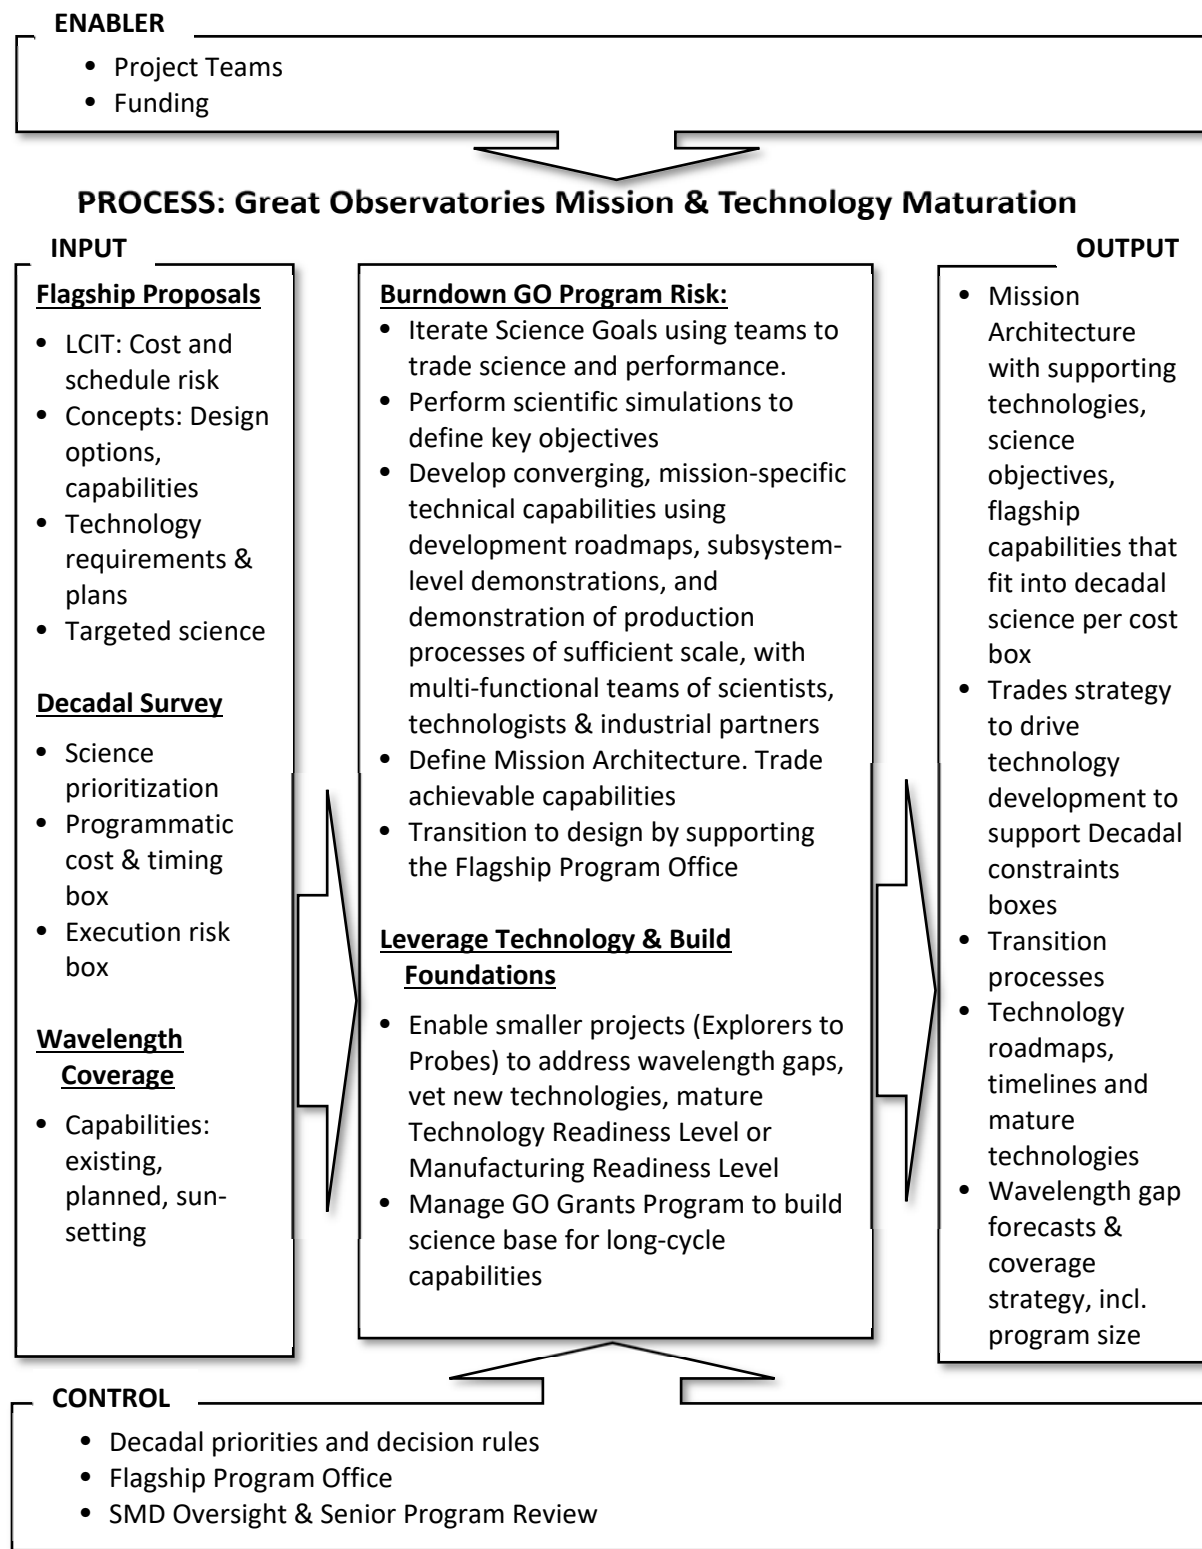 ENABLER
• Project Teams
• Funding
PROCESS: Great Observatories Mission & Technology Maturation
INPUT
Flagship Proposals
• LCIT: Cost and
schedule risk
• Concepts: Design
options,
capabilities
• Technology
requirements &
plans
• Targeted science
Decadal Survey
• Science
prioritization
• Programmatic
cost & timing
box
• Execution risk
box
Wavelength
Coverage
• Capabilities:
existing,
planned, sun-
setting
Burndown GO Program Risk:
• Iterate Science Goals using teams to
trade science and performance.
• Perform scientific simulations to
define key objectives
• Develop converging, mission-specific
technical capabilities using
development roadmaps, subsystem-
level demonstrations, and
demonstration of production
processes of sufficient scale, with
multi-functional teams of scientists,
technologists & industrial partners
• Define Mission Architecture. Trade
achievable capabilities
• Transition to design by supporting
the Flagship Program Office
Leverage Technology & Build
Foundations
• Enable smaller projects (Explorers to
Probes) to address wavelength gaps,
vet new technologies, mature
Technology Readiness Level or
Manufacturing Readiness Level
• Manage GO Grants Program to build
science base for long-cycle
capabilities
OUTPUT
• Mission
Architecture
with supporting
technologies,
science
objectives,
flagship
capabilities that
fit into decadal
science per cost
box
• Trades strategy
to drive
technology
development to
support Decadal
constraints
boxes
• Transition
processes
• Technology
roadmaps,
timelines and
mature
technologies
• Wavelength gap
forecasts &
coverage
strategy, incl.
program size
CONTROL
• Decadal priorities and decision rules
• Flagship Program Office
• SMD Oversight & Senior Program Review